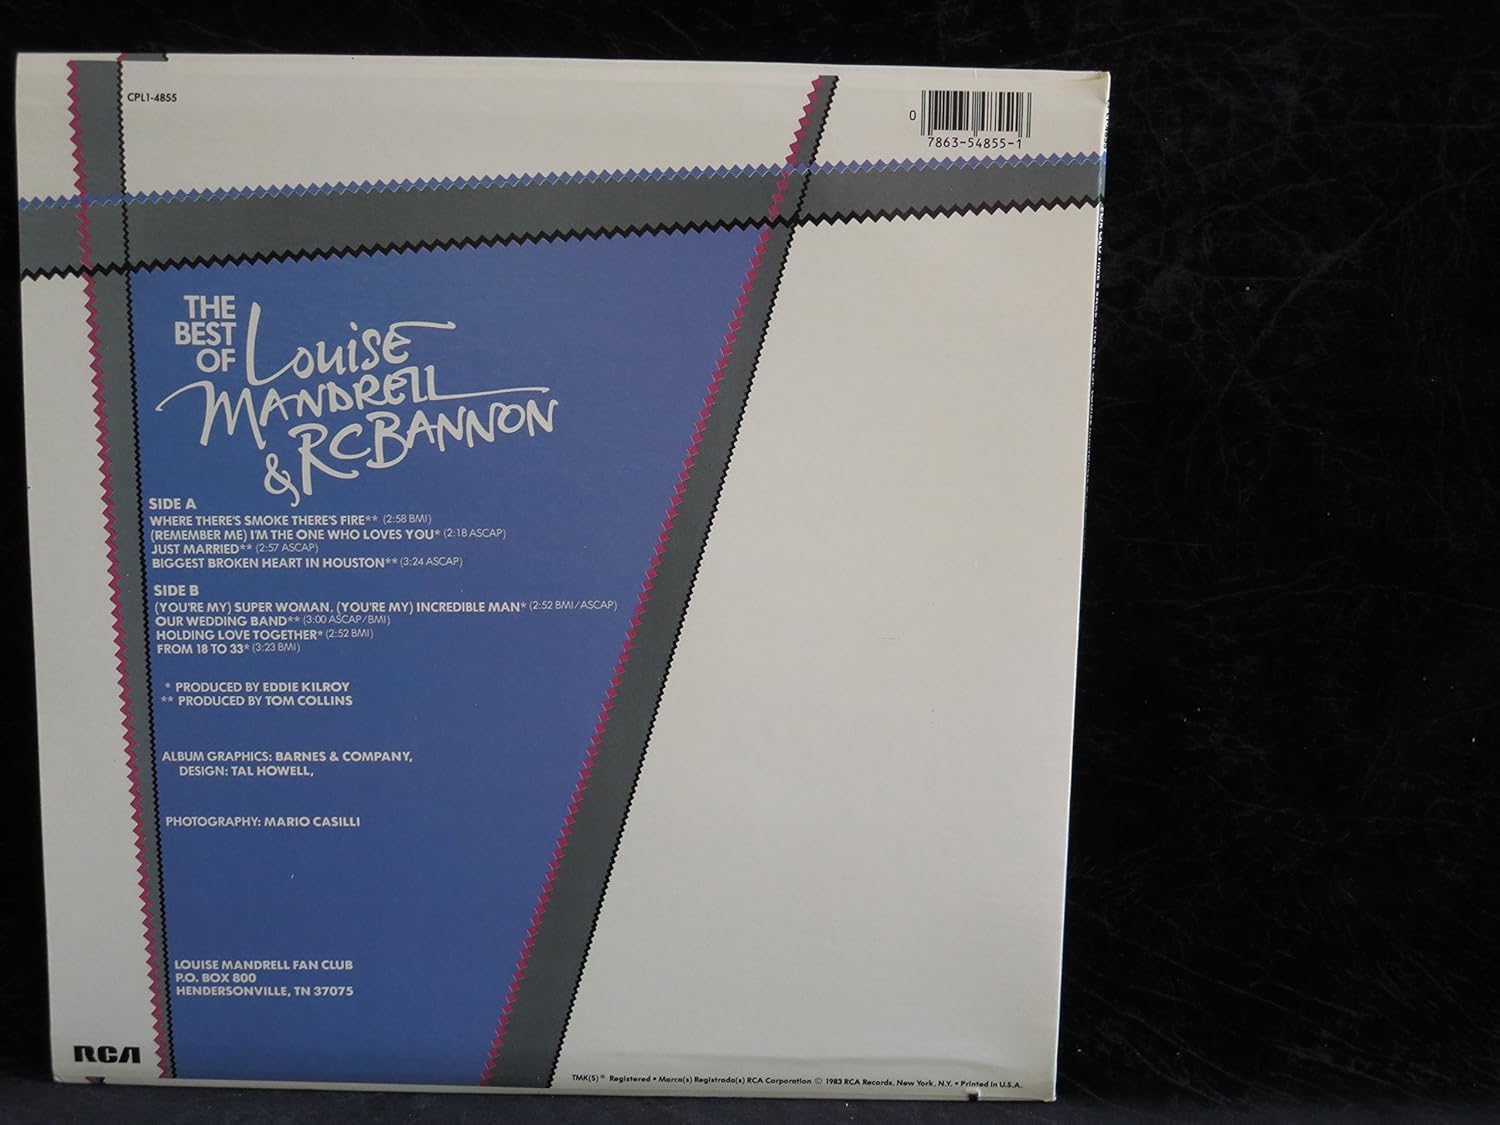 CPL1-4855
0
7863-54855-1
THE
BEST
OF
LOUISE
MANDRELL
& RC BANNON
SIDE A
WHERE THERE'S SMOKE THERE'S FIRE** (2:58 BMI)
(REMEMBER ME) I'M THE ONE WHO LOVES YOU* (2:18 ASCAP)
JUST MARRIED** (2:57 ASCAP)
BIGGEST BROKEN HEART IN HOUSTON** (3:24 ASCAP)
SIDE B
(YOU'RE MY) SUPER WOMAN, (YOU'RE MY) INCREDIBLE MAN* (2:52 BMI/ASCAP)
OUR WEDDING BAND** (3:00 ASCAP/BMI)
HOLDING LOVE TOGETHER* (2:52 BMI)
FROM 18 TO 33* (3:23 BMI)
* PRODUCED BY EDDIE KILROY
** PRODUCED BY TOM COLLINS
ALBUM GRAPHICS: BARNES & COMPANY,
DESIGN: TAL HOWELL,
PHOTOGRAPHY: MARIO CASILLI
LOUISE MANDRELL FAN CLUB
P.O. BOX 800
HENDERSONVILLE, TN 37075
RCA
TMK(S) ® Registered • Marca(s) Registrada(s) RCA Corporation © 1983 RCA Records, New York, N.Y. • Printed in U.S.A.